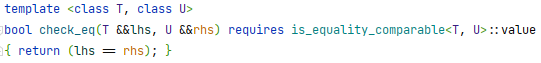 template <class T, class U>
bool check_eq(T &&lhs, U &&rhs) requires is_equality_comparable<T, U>::value
{ return (lhs == rhs); }